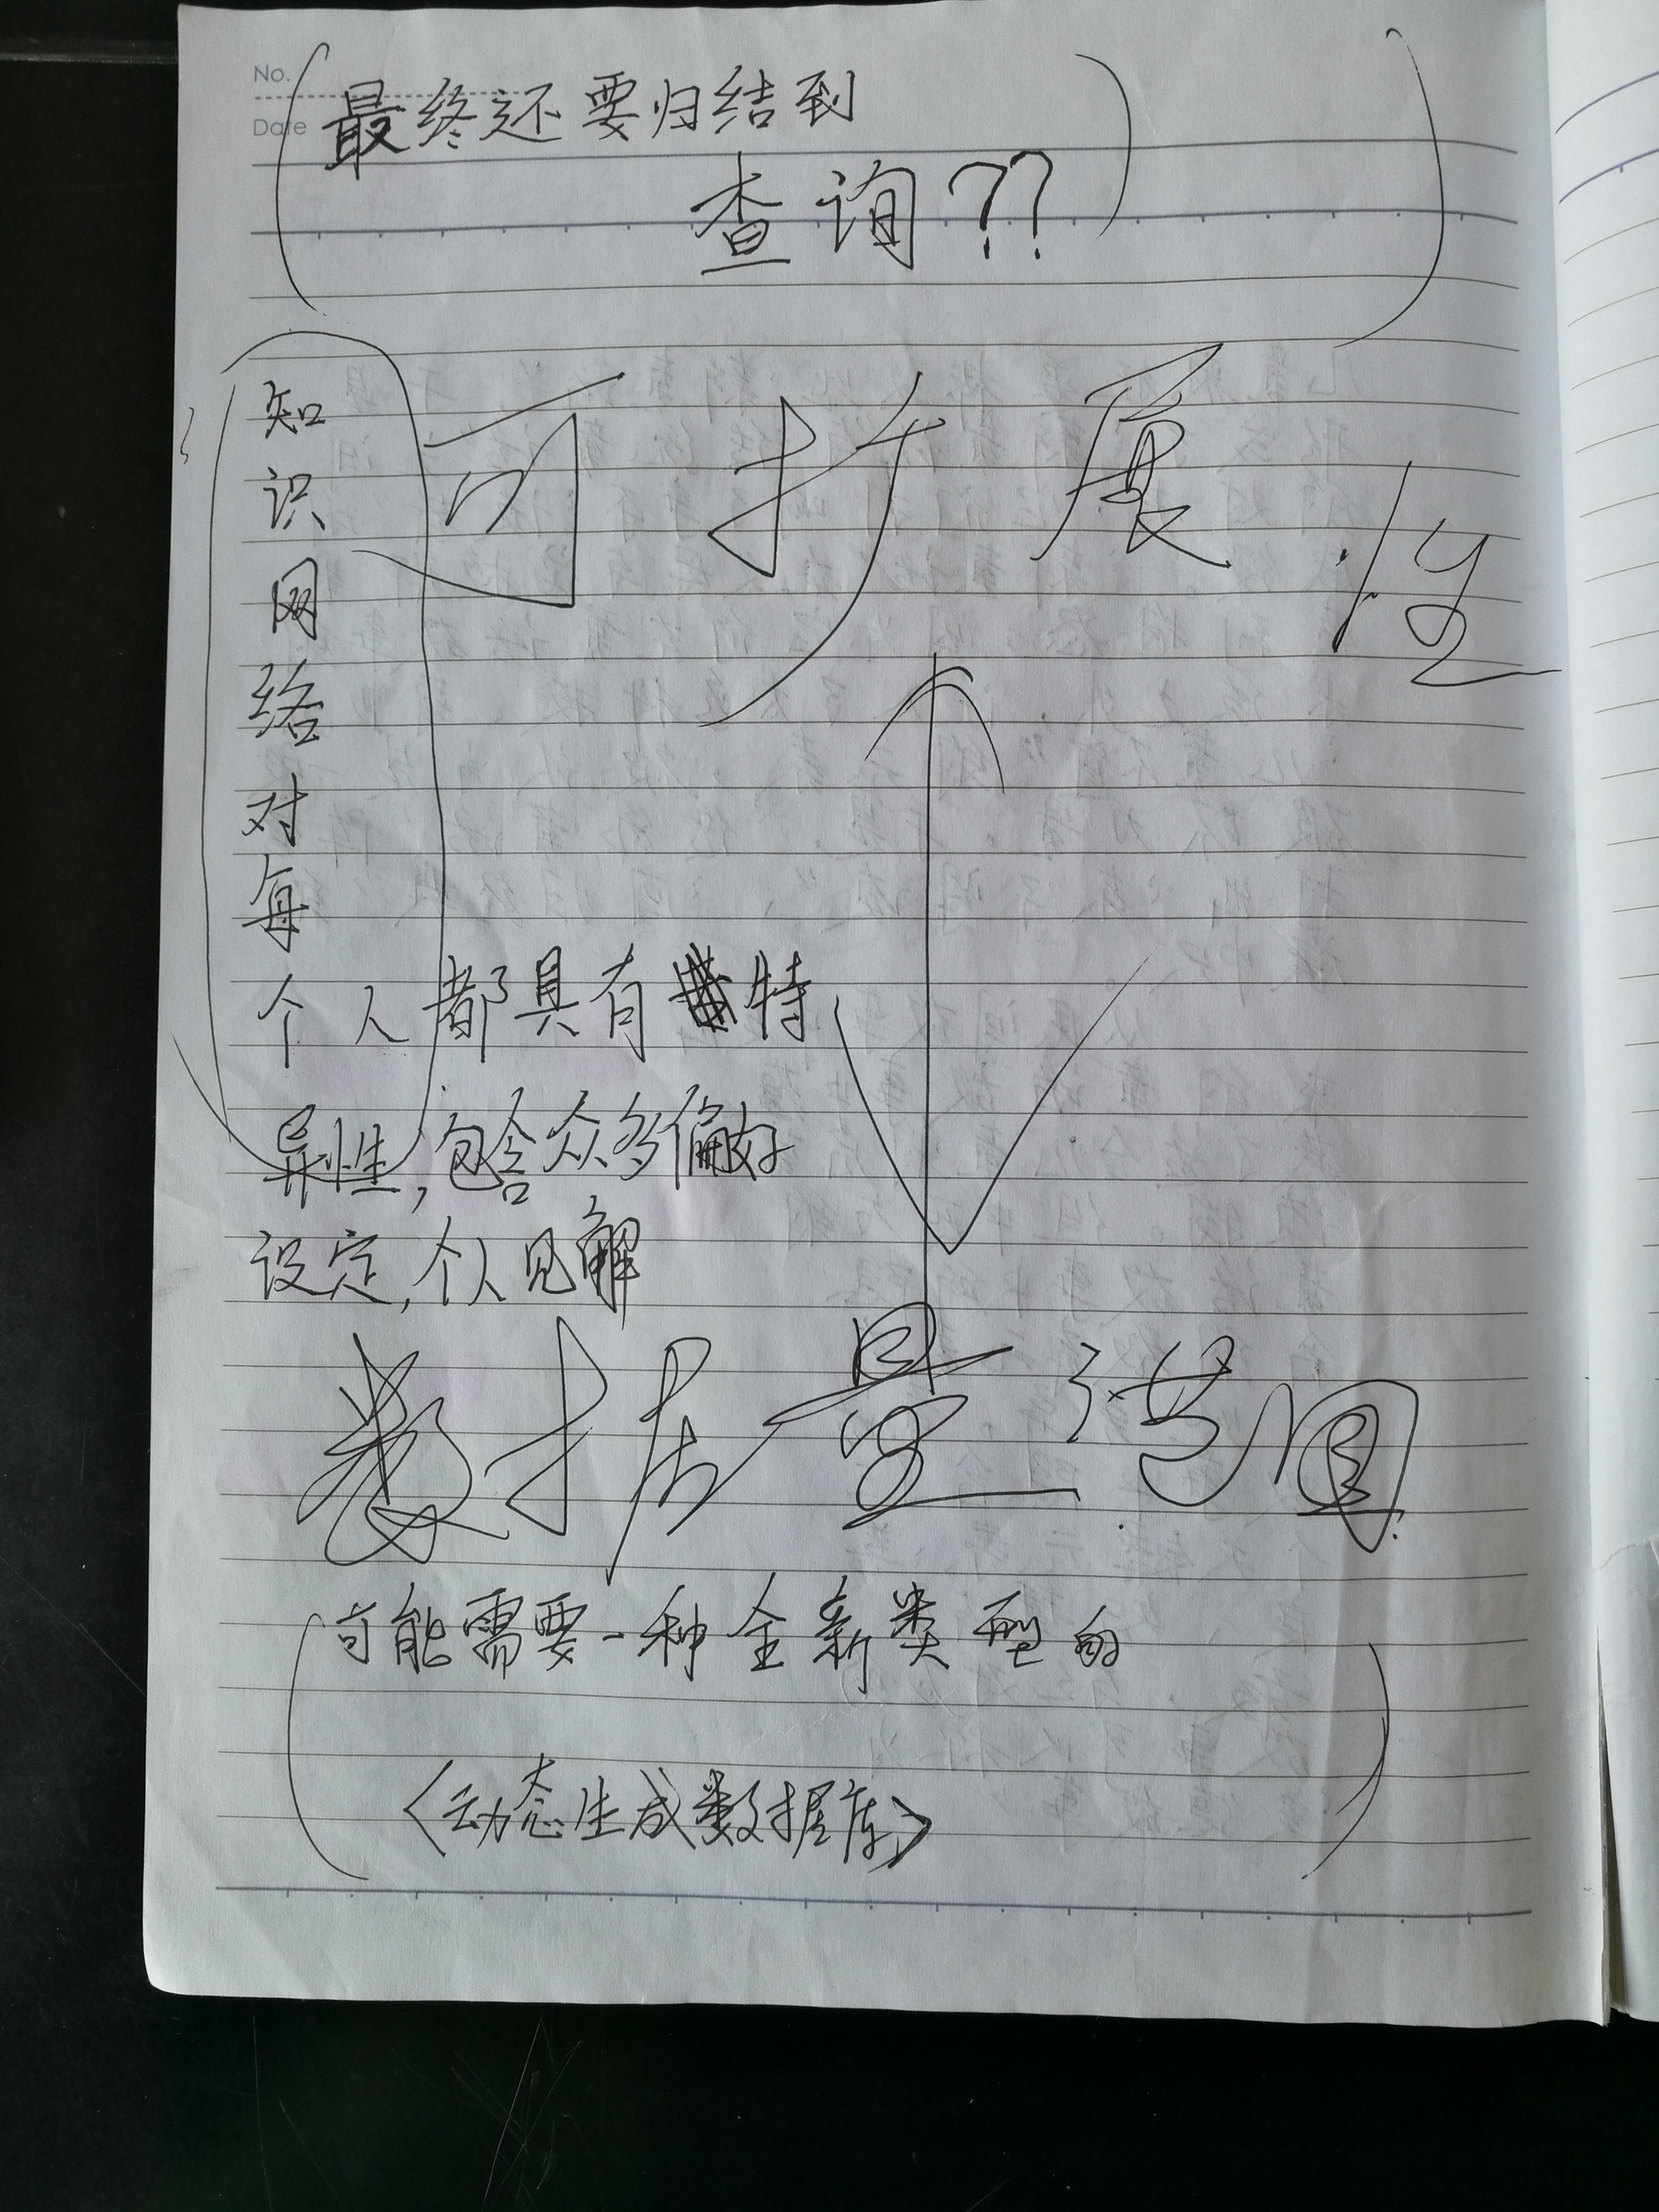 No.
Date
最终还要归结到
查询??
可扩展性
知
识
网
络
对
每
个人都具有特
异性,包含众多偏好
设定,个人见解
数据量范围
可能需要一种全新类型的
〈动态生成数据库〉